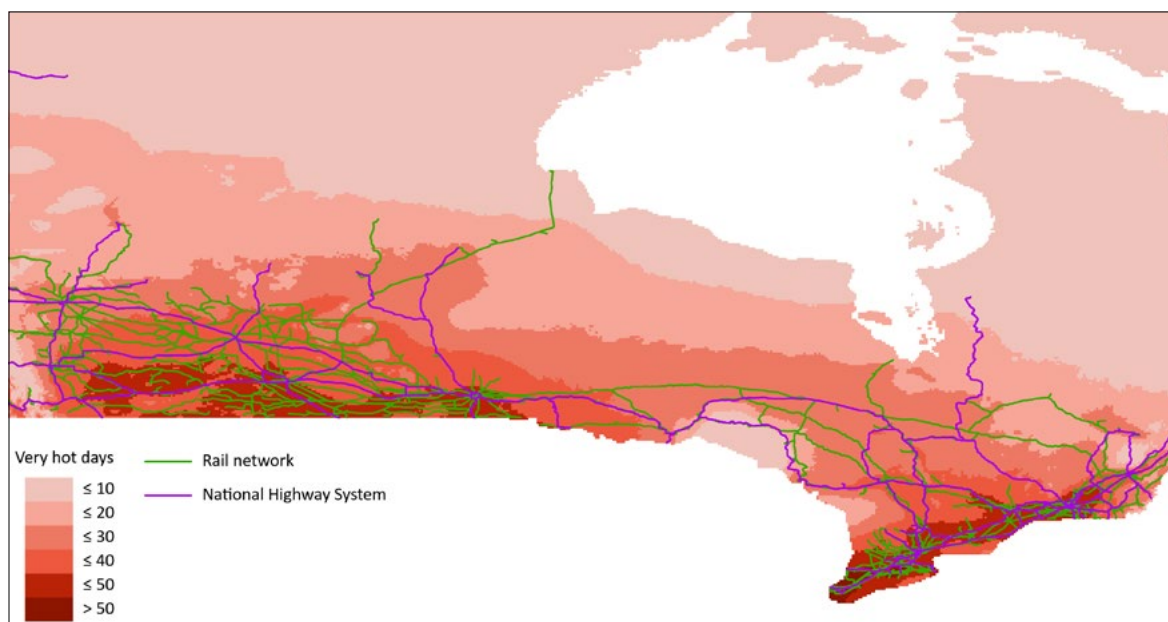 Very hot days
≤ 10
≤ 20
≤ 30
≤ 40
≤ 50
> 50
Rail network
National Highway System